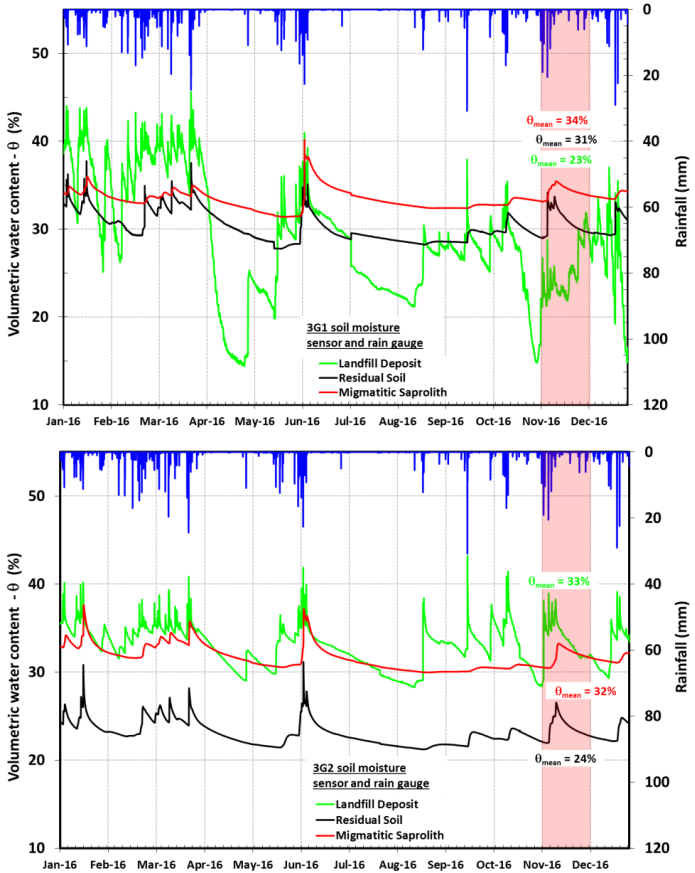 55
50
40
30
20
10
0
20
40
60
80
100
120
Volumetric water content - θ (%)
Rainfall (mm)
θmean = 34%
θmean = 31%
θmean = 23%
3G1 soil moisture
sensor and rain gauge
Landfill Deposit
Residual Soil
Migmatitic Saprolith
Jan-16 Feb-16 Mar-16 Apr-16 May-16 Jun-16 Jul-16 Aug-16 Sep-16 Oct-16 Nov-16 Dec-16
50
40
30
20
10
0
20
40
60
80
100
120
Volumetric water content - θ (%)
Rainfall (mm)
θmean = 33%
θmean = 32%
θmean = 24%
3G2 soil moisture
sensor and rain gauge
Landfill Deposit
Residual Soil
Migmatitic Saprolith
Jan-16 Feb-16 Mar-16 Apr-16 May-16 Jun-16 Jul-16 Aug-16 Sep-16 Oct-16 Nov-16 Dec-16